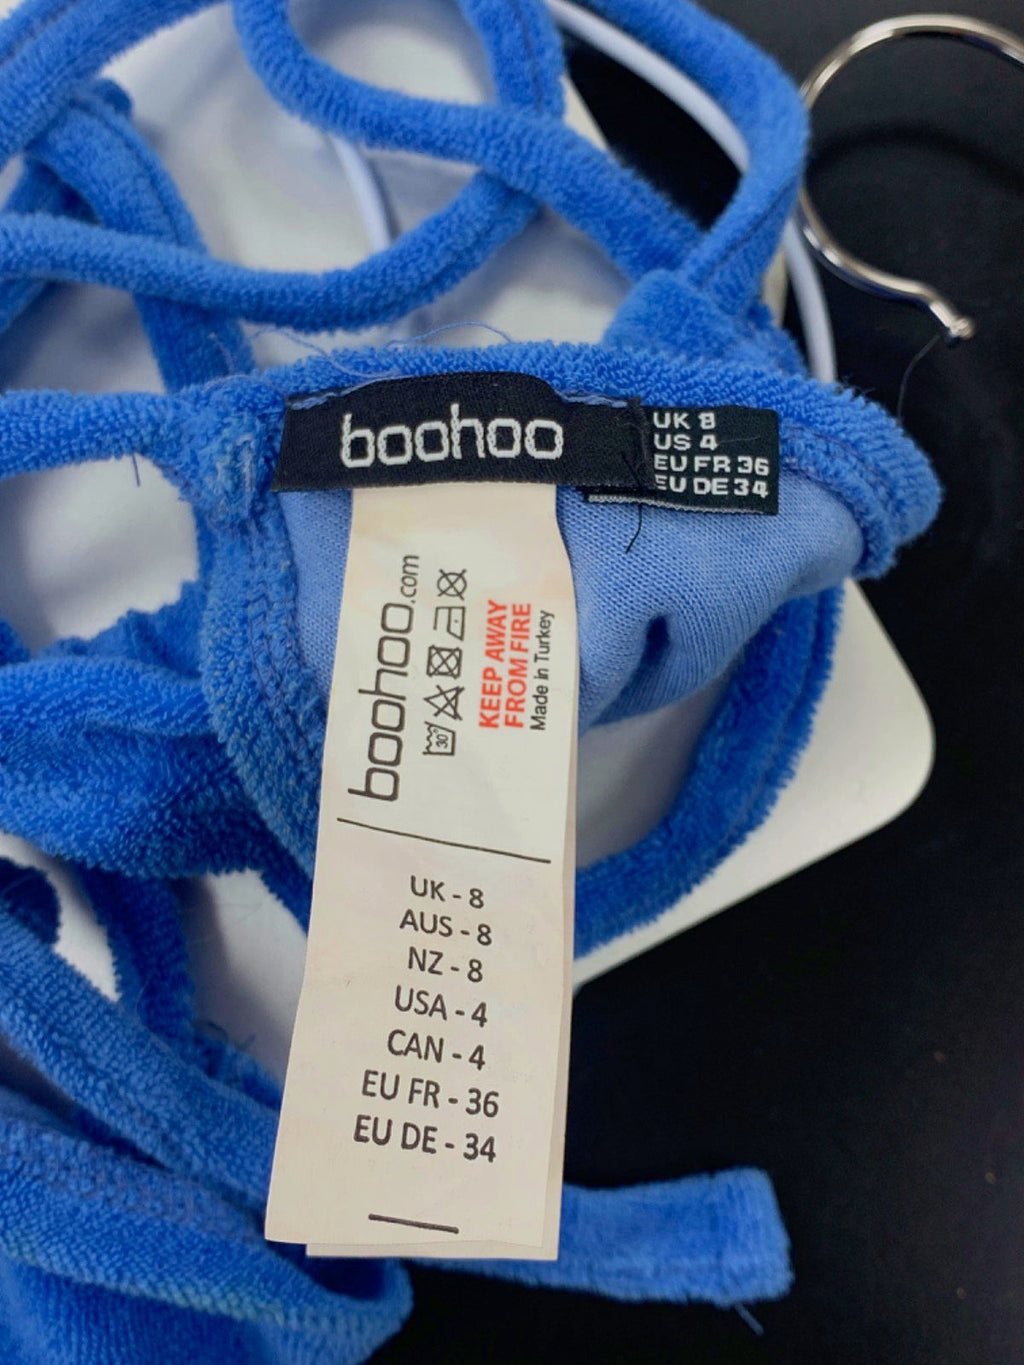 boohoo
UK 8
US 4
EU FR 36
EU DE 34
boohoo.com
30°
KEEP AWAY
FROM FIRE
Made in Turkey
UK - 8
AUS - 8
NZ - 8
USA - 4
CAN - 4
EU FR - 36
EU DE - 34